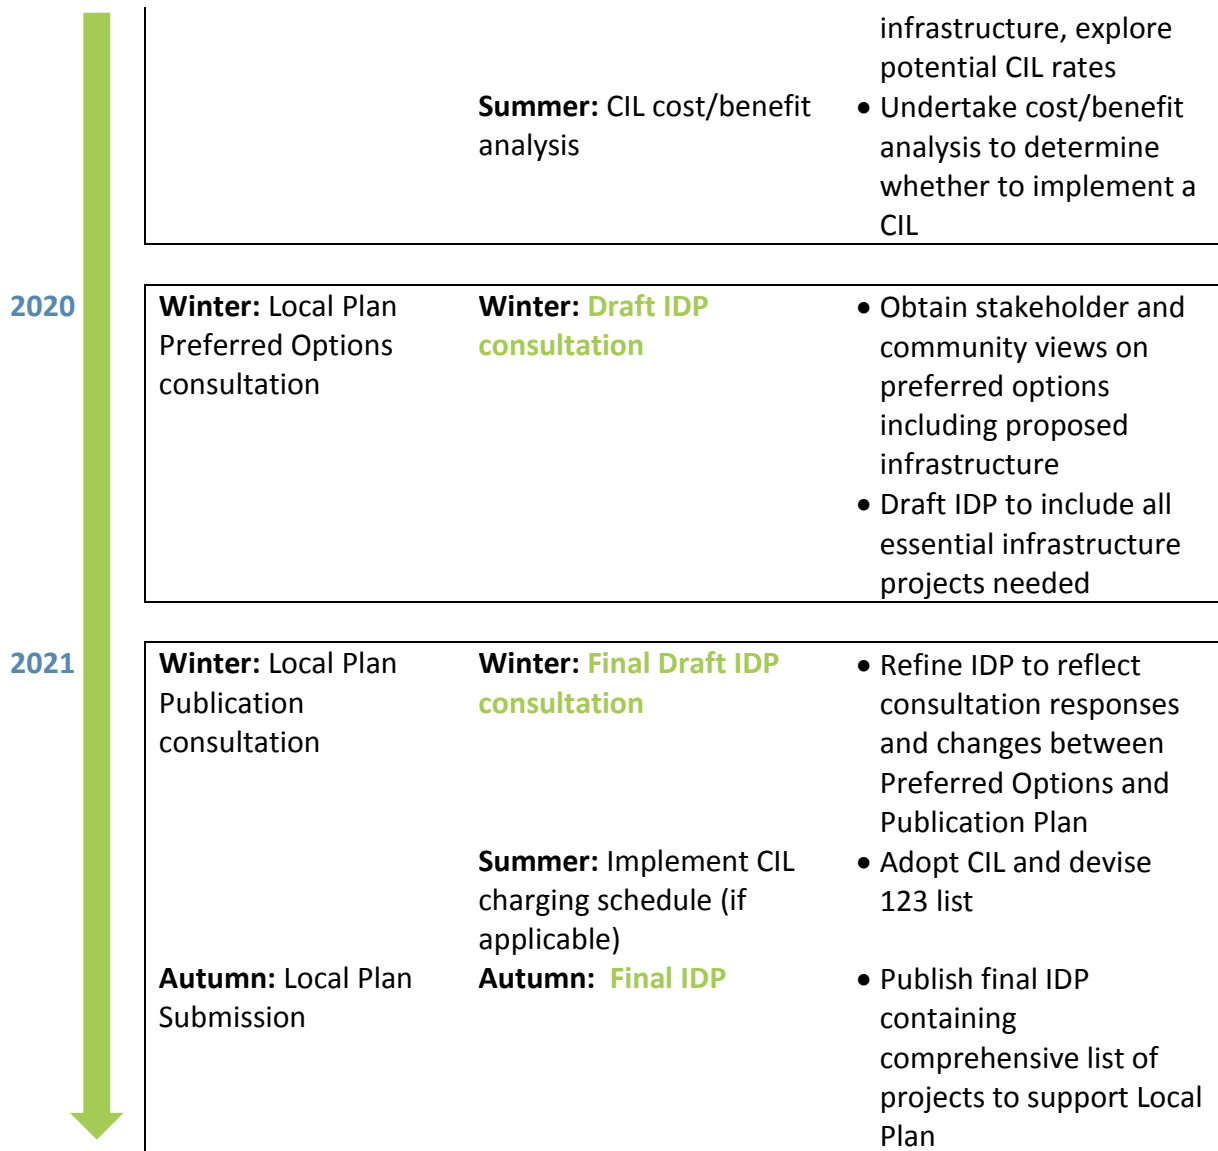 infrastructure, explore
potential CIL rates
Summer: CIL cost/benefit
analysis
• Undertake cost/benefit
analysis to determine
whether to implement a
CIL
2020
Winter: Local Plan
Preferred Options
consultation
Winter: Draft IDP
consultation
• Obtain stakeholder and
community views on
preferred options
including proposed
infrastructure
• Draft IDP to include all
essential infrastructure
projects needed
2021
Winter: Local Plan
Publication
consultation
Winter: Final Draft IDP
consultation
• Refine IDP to reflect
consultation responses
and changes between
Preferred Options and
Publication Plan
Summer: Implement CIL
charging schedule (if
applicable)
• Adopt CIL and devise
123 list
Autumn: Local Plan
Submission
Autumn: Final IDP
• Publish final IDP
containing
comprehensive list of
projects to support Local
Plan